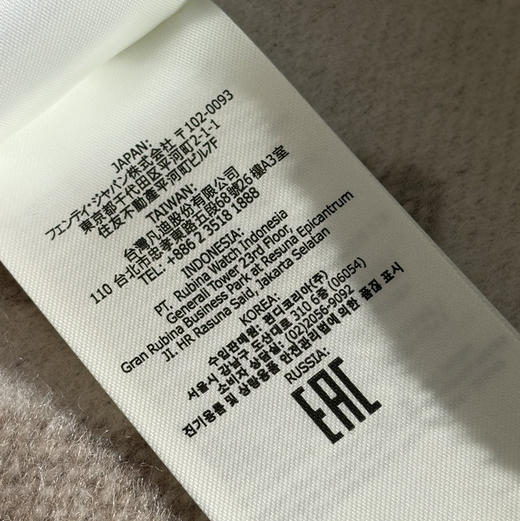 JAPAN:
フェンディ・ジャパン株式会社 〒102-0093
東京都千代田区平河町2-1-1
住友不動産平河町ビル7F
TAIWAN:
台灣凡迪股份有限公司
110 台北市忠孝東路五段68號26樓A3室
TEL: +886 2 3518 1888
INDONESIA:
PT. Rubina Watch Indonesia
Generali Tower 23rd Floor,
Gran Rubina Business Park at Resuna Epicantrum
Jl. HR Rasuna Said, Jakarta Selatan
KOREA:
수입판매원: 펜디코리아(주)
서울시 강남구 도산대로 310 6층 (06054)
소비자 상담실: (02)2056-9092
전기용품 및 생활용품 안전관리법에 의한 품질 표시
RUSSIA:
EAC